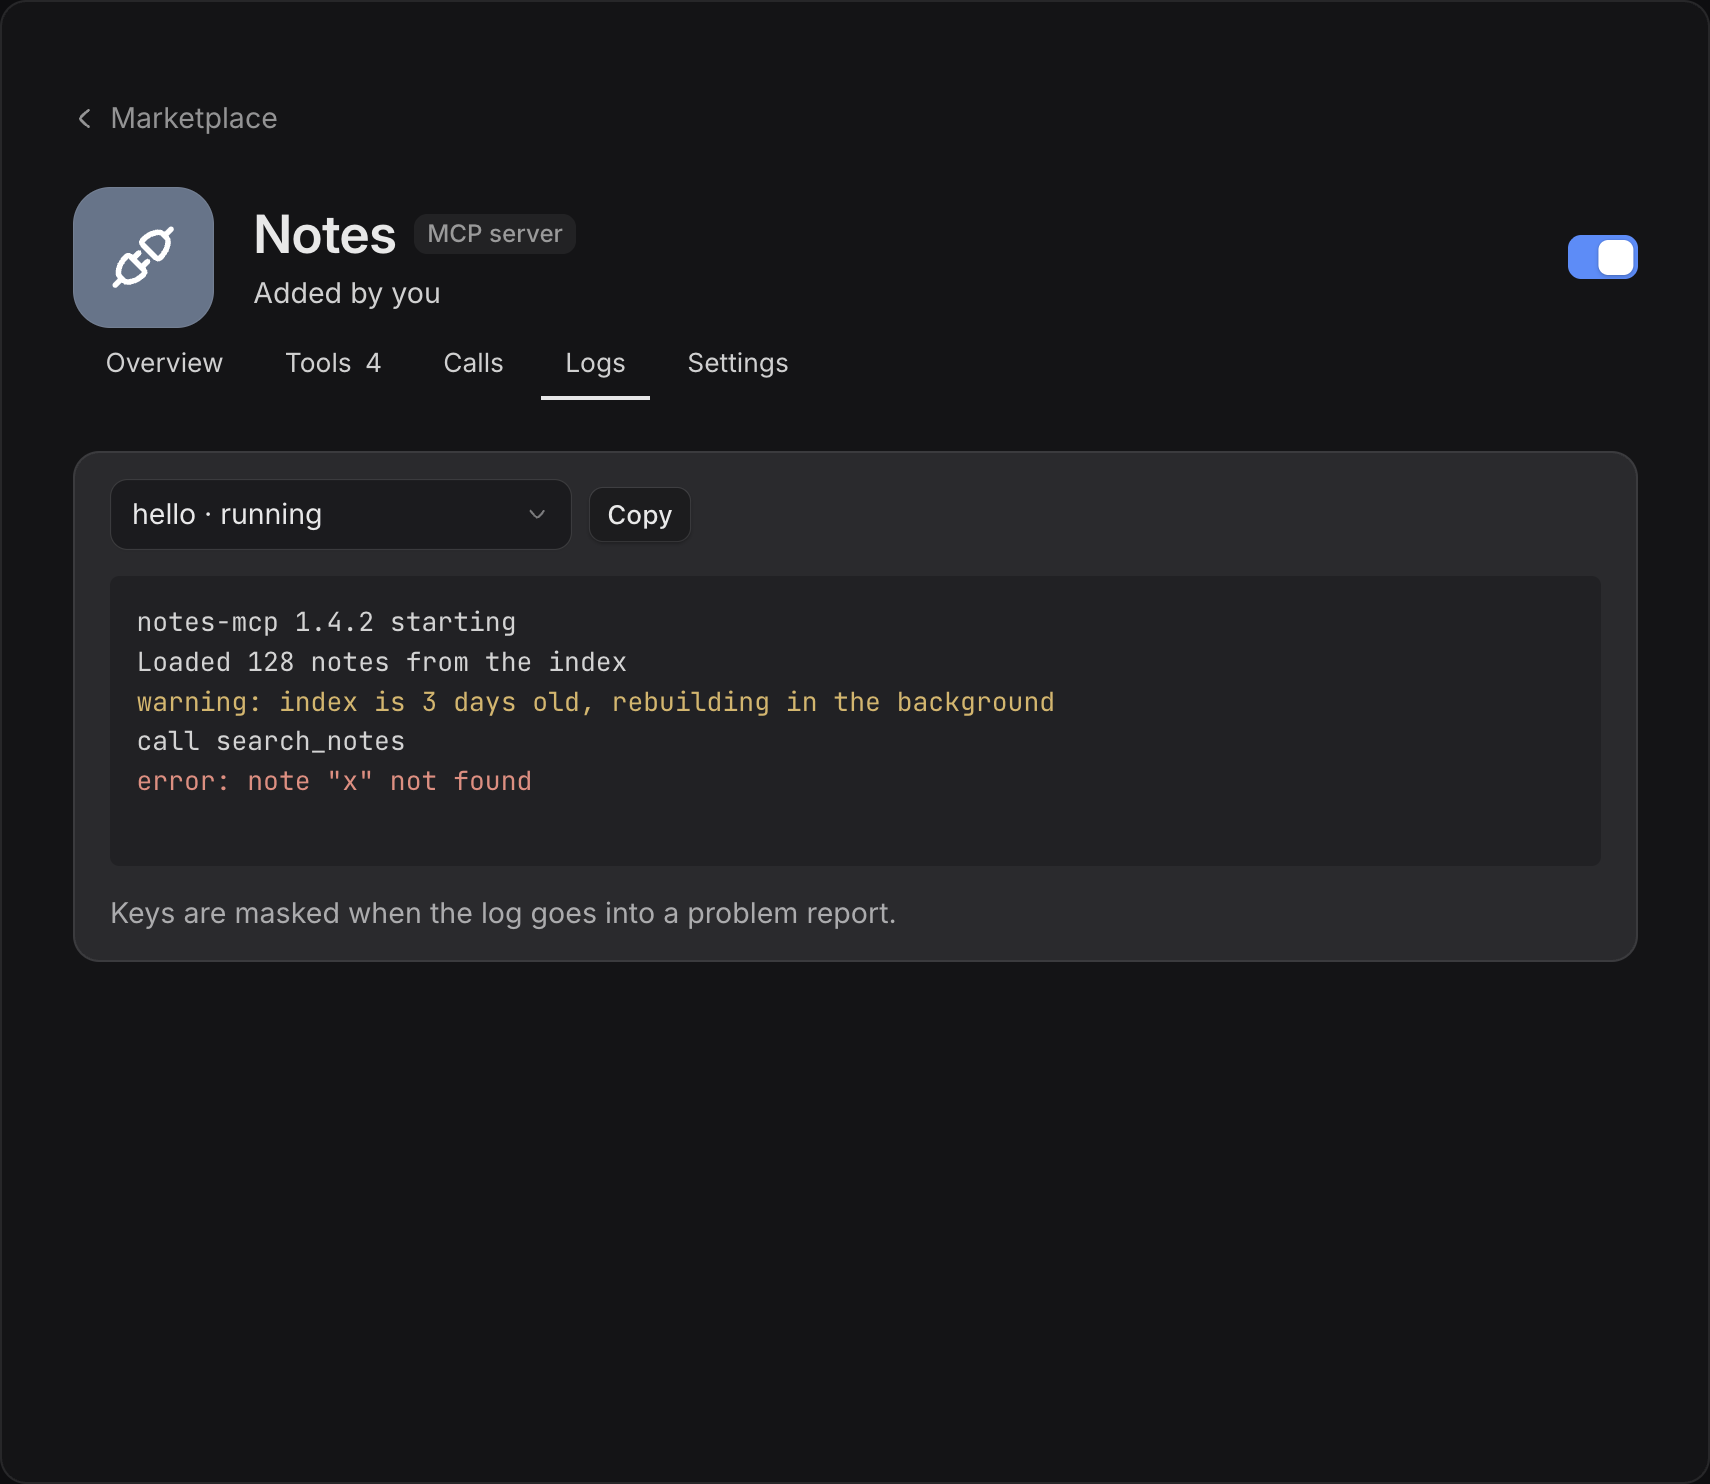 Marketplace
Notes MCP server
Added by you
Overview Tools 4 Calls Logs Settings
hello · running Copy
notes-mcp 1.4.2 starting
Loaded 128 notes from the index
warning: index is 3 days old, rebuilding in the background
call search_notes
error: note "x" not found
Keys are masked when the log goes into a problem report.